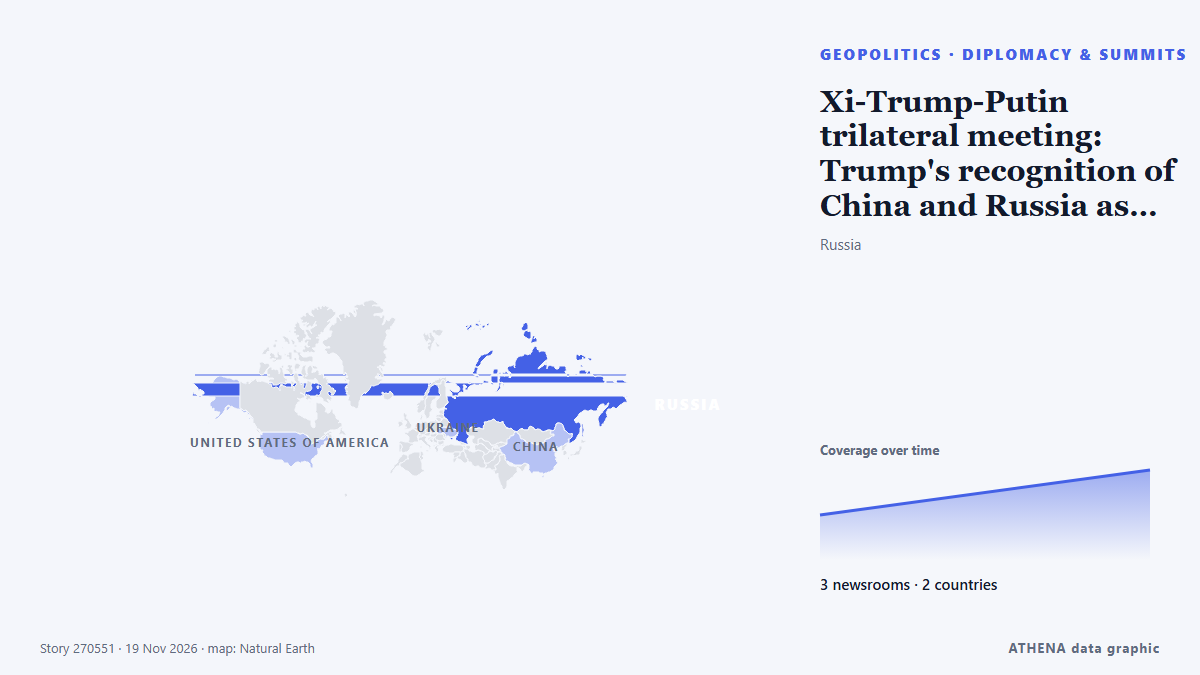 GEOPOLITICS · DIPLOMACY & SUMMITS
Xi-Trump-Putin
trilateral meeting:
Trump's recognition of
China and Russia as...
Russia
RUSSIA
UKRAINE
UNITED STATES OF AMERICA
CHINA
Coverage over time
3 newsrooms · 2 countries
Story 270551 · 19 Nov 2026 · map: Natural Earth
ATHENA data graphic